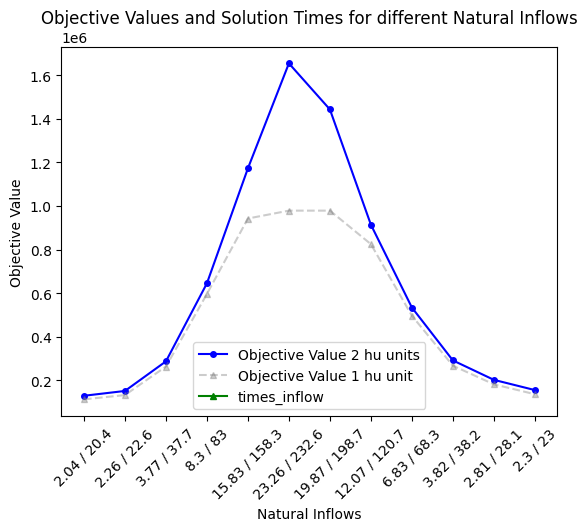 Objective Values and Solution Times for different Natural Inflows
1e6
1.6
1.4
1.2
1.0
0.8
0.6
0.4
0.2
Objective Value
Objective Value 2 hu units
Objective Value 1 hu unit
times_inflow
2.04 / 20.4
2.26 / 22.6
3.77 / 37.7
8.3 / 83
15.83 / 158.3
23.26 / 232.6
19.87 / 198.7
12.07 / 120.7
6.83 / 68.3
3.82 / 38.2
2.81 / 28.1
2.3 / 23
Natural Inflows